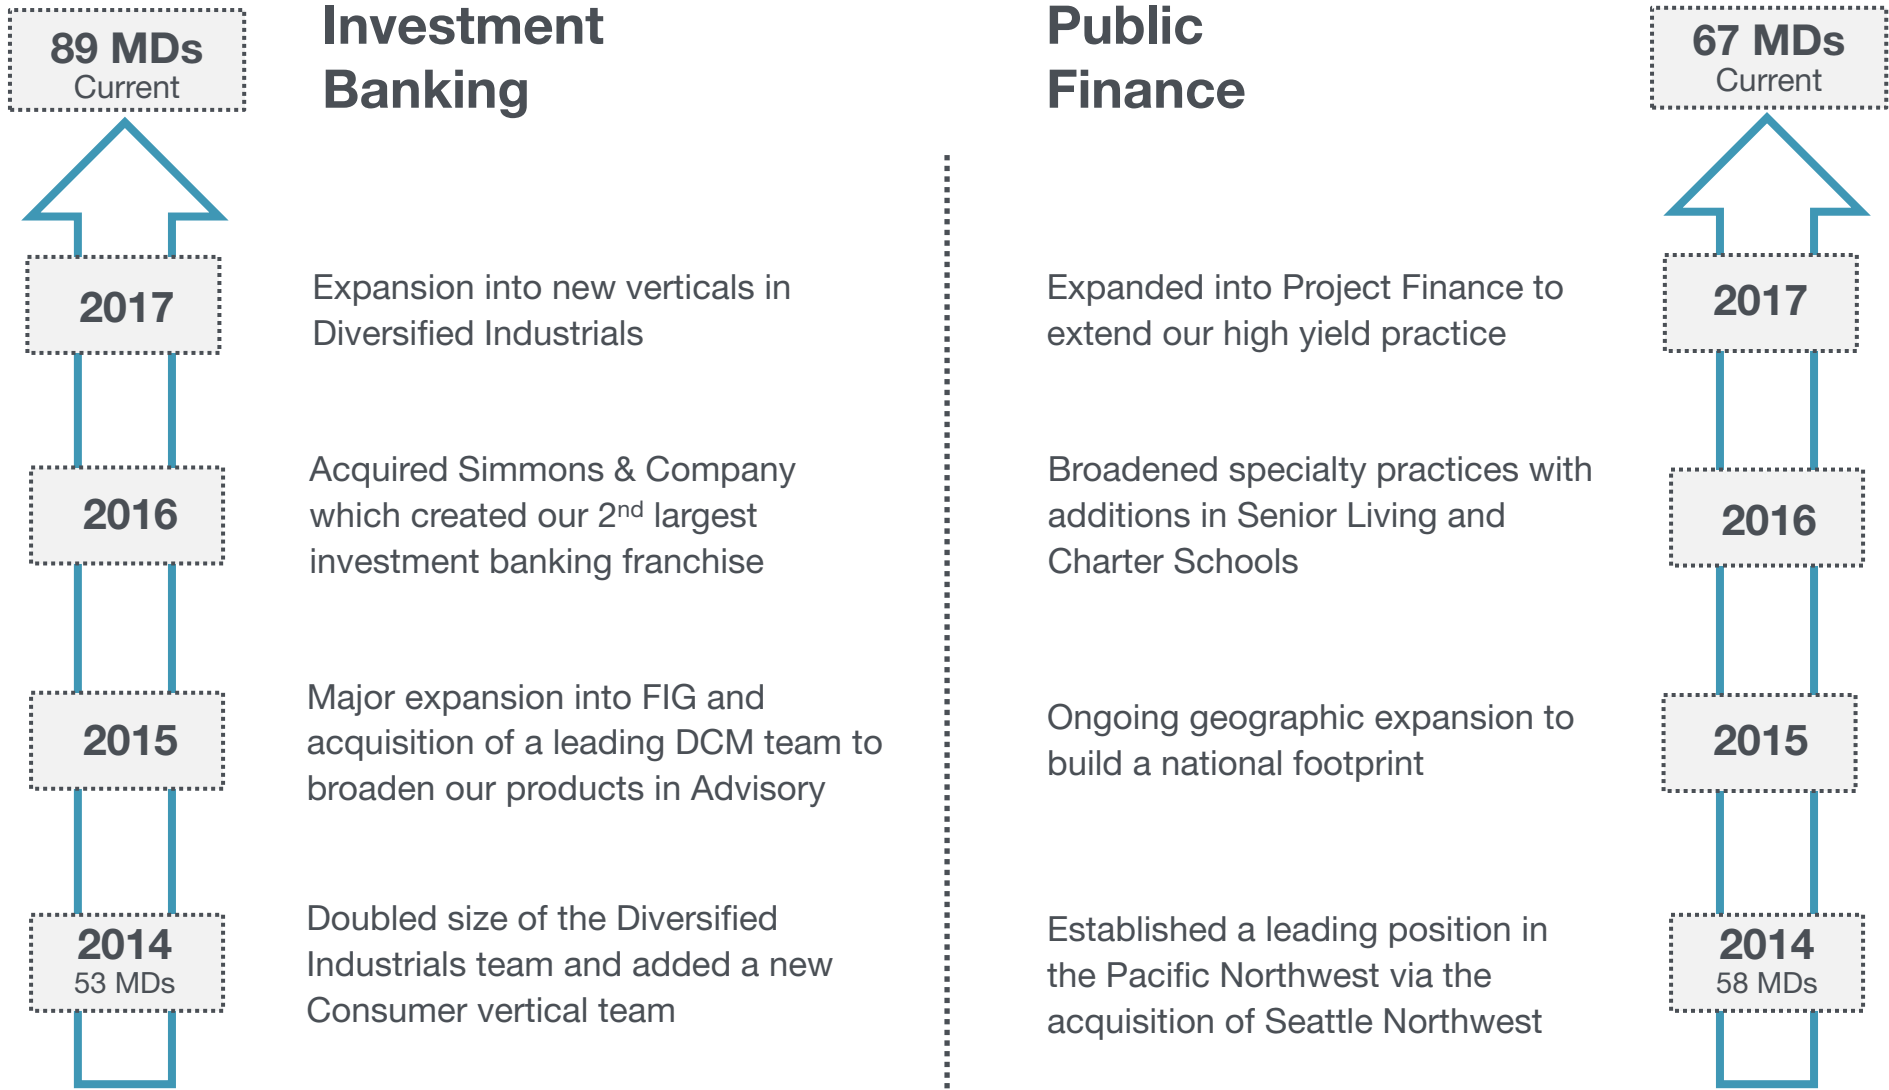 89 MDs
Current
Investment
Banking
2017
Expansion into new verticals in
Diversified Industrials
2016
Acquired Simmons & Company
which created our 2nd largest
investment banking franchise
2015
Major expansion into FIG and
acquisition of a leading DCM team to
broaden our products in Advisory
2014
53 MDs
Doubled size of the Diversified
Industrials team and added a new
Consumer vertical team
Public
Finance
67 MDs
Current
Expanded into Project Finance to
extend our high yield practice
2017
Broadened specialty practices with
additions in Senior Living and
Charter Schools
2016
Ongoing geographic expansion to
build a national footprint
2015
Established a leading position in
the Pacific Northwest via the
acquisition of Seattle Northwest
2014
58 MDs